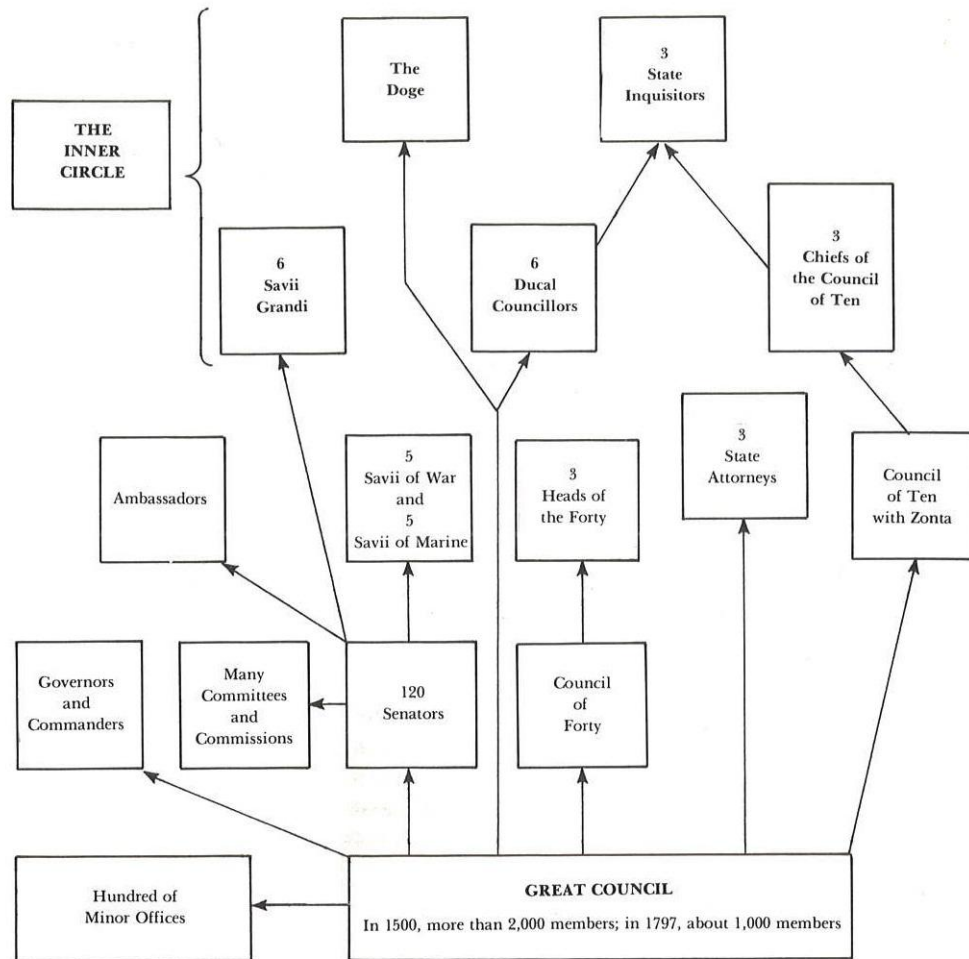 The
Doge
3
State
Inquisitors
THE
INNER
CIRCLE
6
Savii
Grandi
6
Ducal
Councillors
3
Chiefs of
the Council
of Ten
Ambassadors
5
Savii of War
and
5
Savii of Marine
3
Heads of
the Forty
3
State
Attorneys
Council
of Ten
with Zonta
Governors
and
Commanders
Many
Committees
and
Commissions
120
Senators
Council
of
Forty
Hundred of
Minor Offices
GREAT COUNCIL
In 1500, more than 2,000 members; in 1797, about 1,000 members